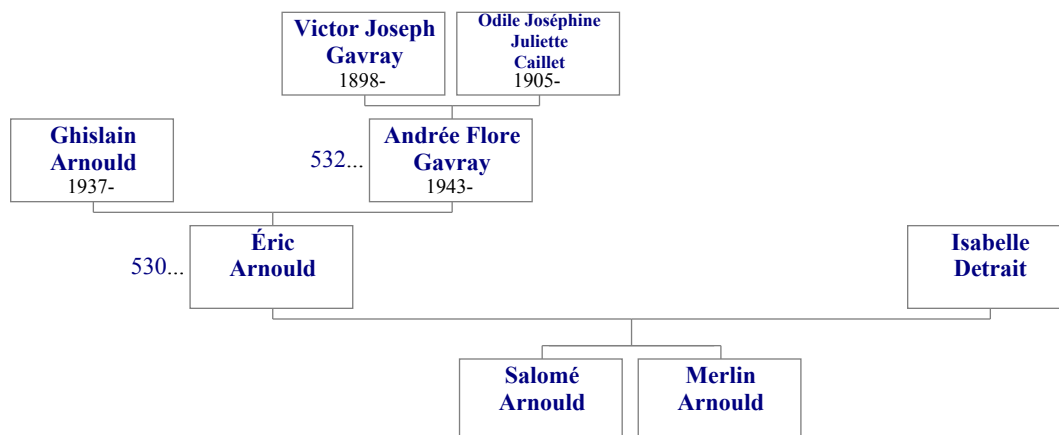 Victor Joseph
Gavray
1898-
Odile Joséphine
Juliette
Caillet
1905-
Ghislain
Arnould
1937-
532...
Andrée Flore
Gavray
1943-
530...
Éric
Arnould
Isabelle
Detrait
Salomé
Arnould
Merlin
Arnould